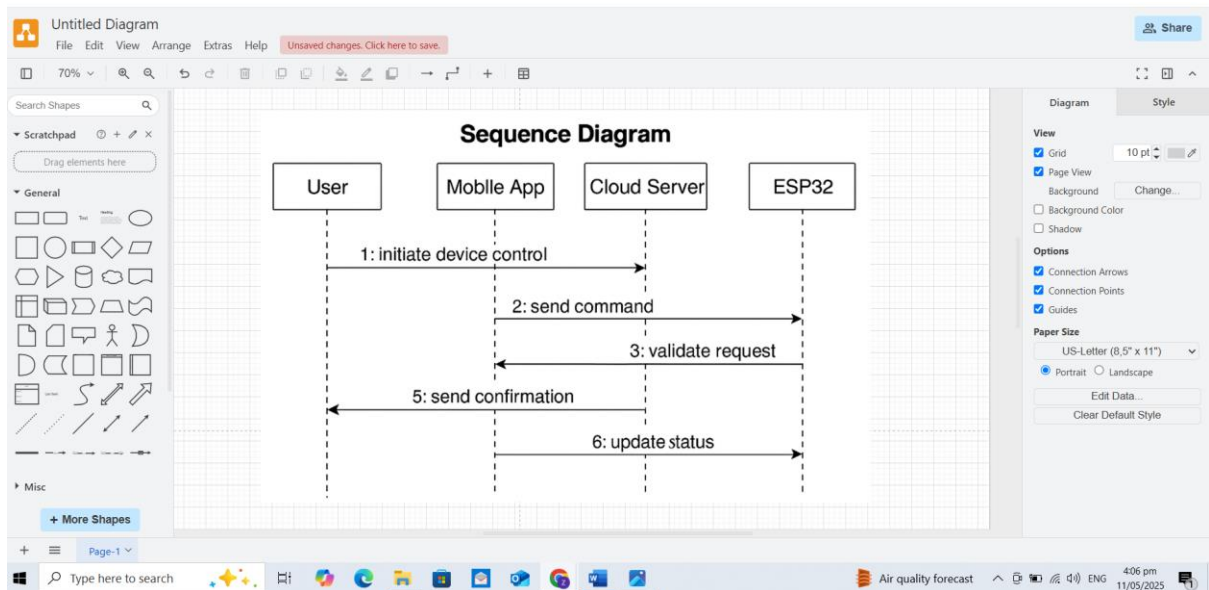 Untitled Diagram
Share
File Edit View Arrange Extras Help Unsaved changes. Click here to save.
70%
Search Shapes
Scratchpad
Drag elements here
General
Text
Heading
Misc
+ More Shapes
Sequence Diagram
User Moblle App Cloud Server ESP32
1: initiate device control
2: send command
3: validate request
5: send confirmation
6: update status
Diagram Style
View
Grid 10 pt
Page View
Background Change...
Background Color
Shadow
Options
Connection Arrows
Connection Points
Guides
Paper Size
US-Letter (8,5" x 11")
Portrait Landscape
Edit Data...
Clear Default Style
Page-1
Type here to search
Air quality forecast ENG 4:06 pm
11/05/2025